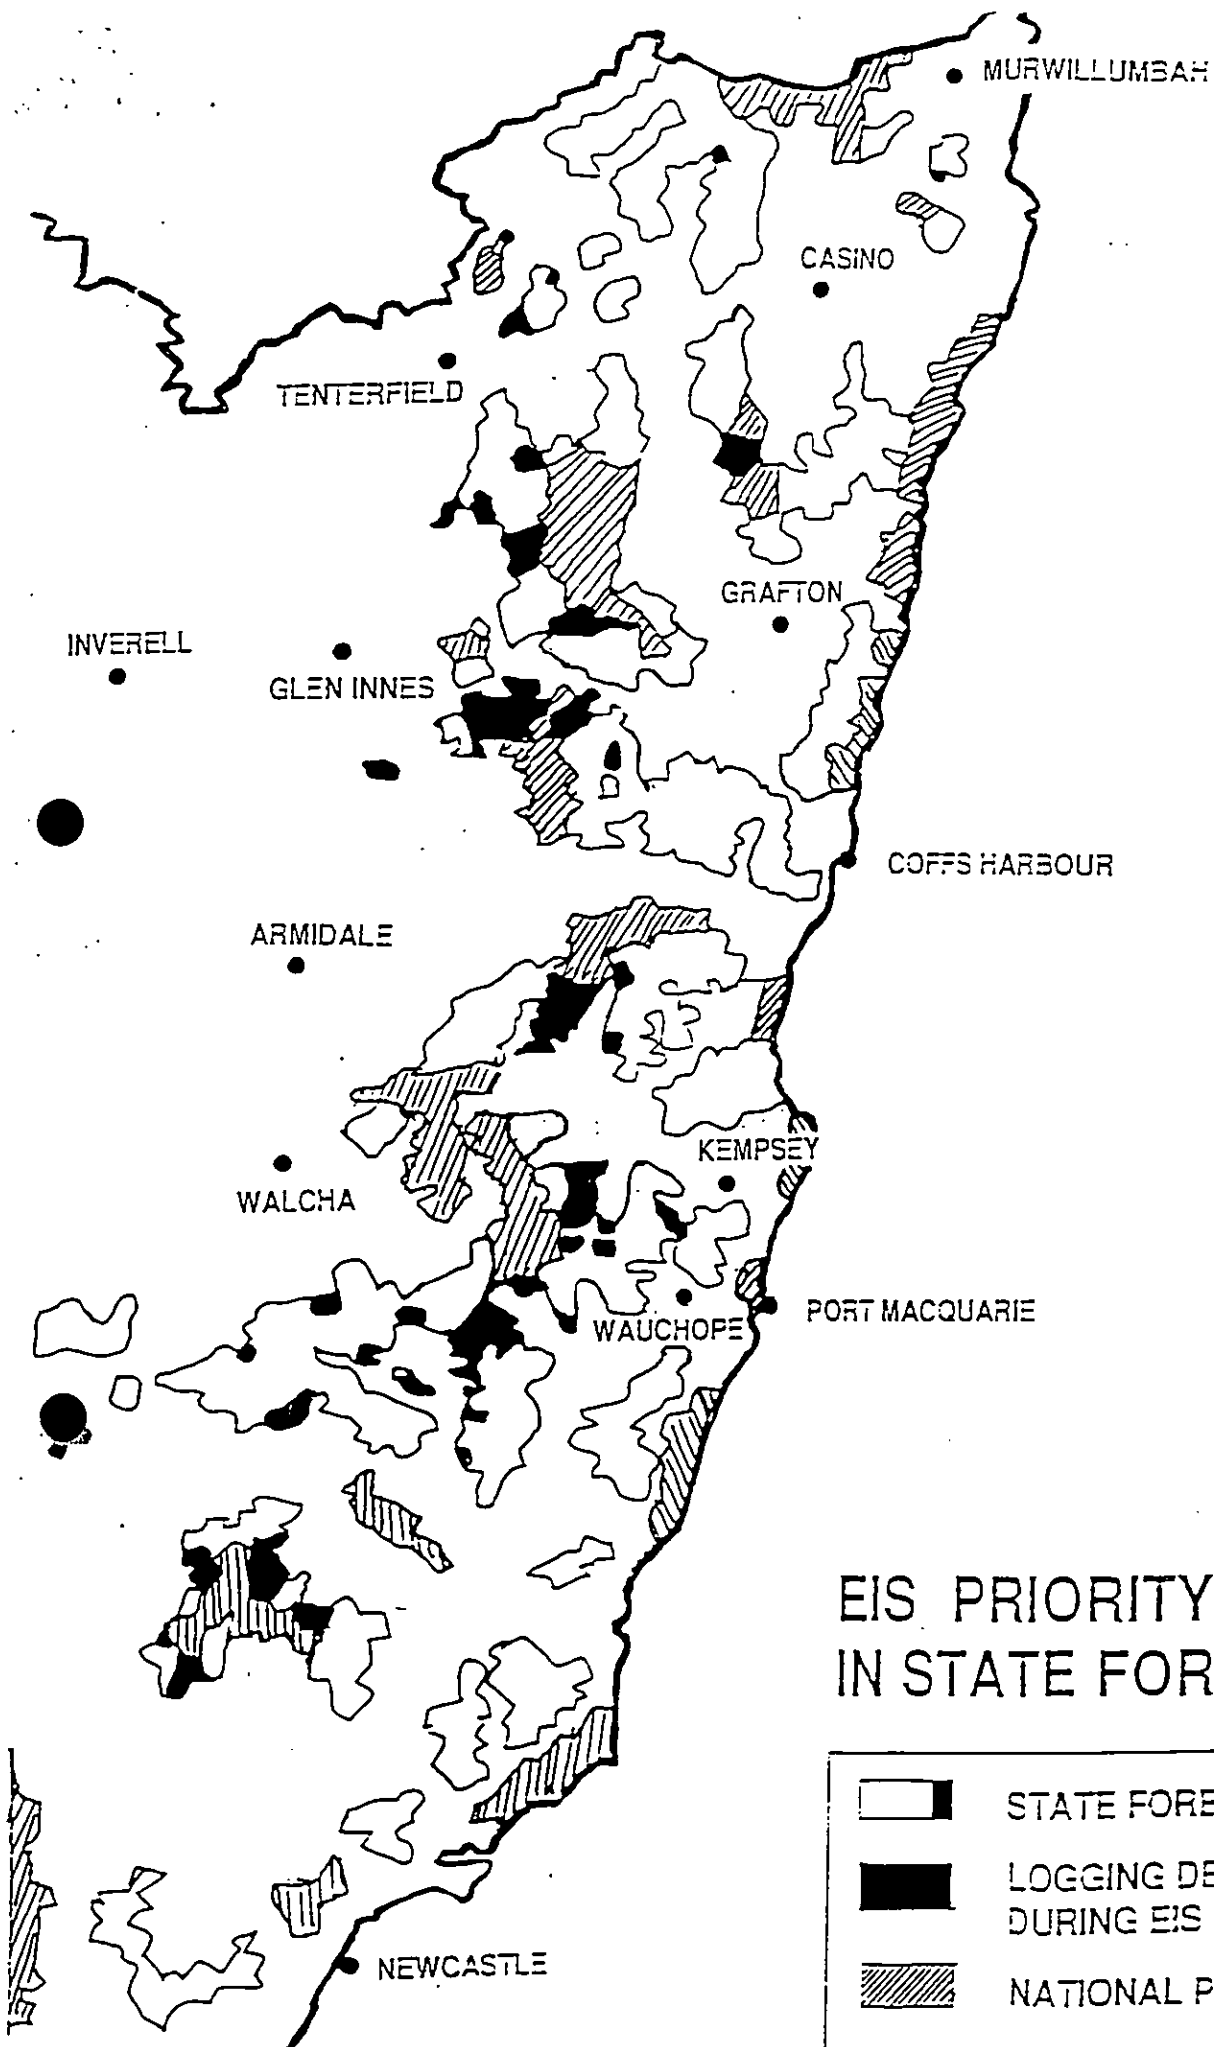 MURWILLUMBAH
CASINO
TENTERFIELD
GRAFTON
INVERELL
GLEN INNES
COFFS HARBOUR
ARMIDALE
KEMPSEY
WALCHA
PORT MACQUARIE
WAUCHOPE
EIS PRIORITY
IN STATE FOR
STATE FORE
LOGGING DE
DURING EIS
NATIONAL P
NEWCASTLE